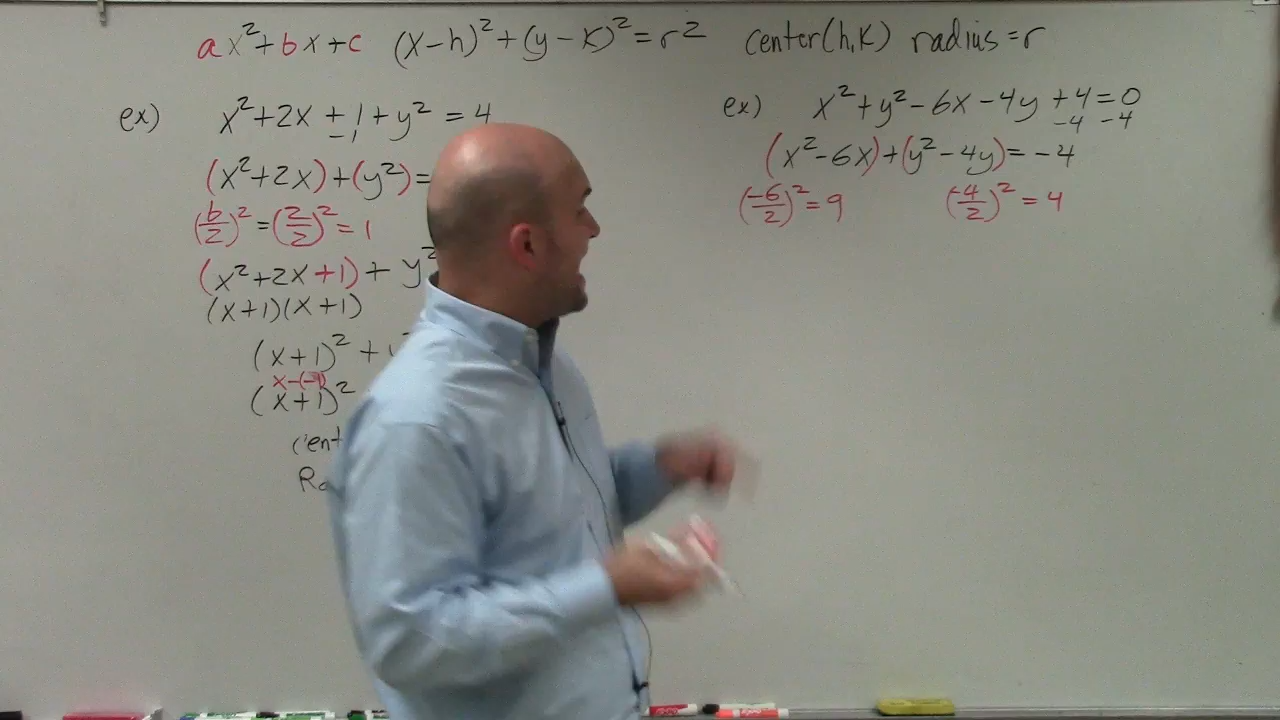 ax²+bx+c (x-h)²+(y-k)²=r² center(h,k) radius=r
ex) x²+2x+1+y²=4
-1
(x²+2x)+(y²)=
(b/2)²=(2/2)²=1
(x²+2x+1)+y²
(x+1)(x+1)
(x+1)²+
x-(-1)
(x+1)²
ex) x²+y²-6x-4y+4=0
-4 -4
(x²-6x)+(y²-4y)=-4
(-6/2)²=9 (-4/2)²=4